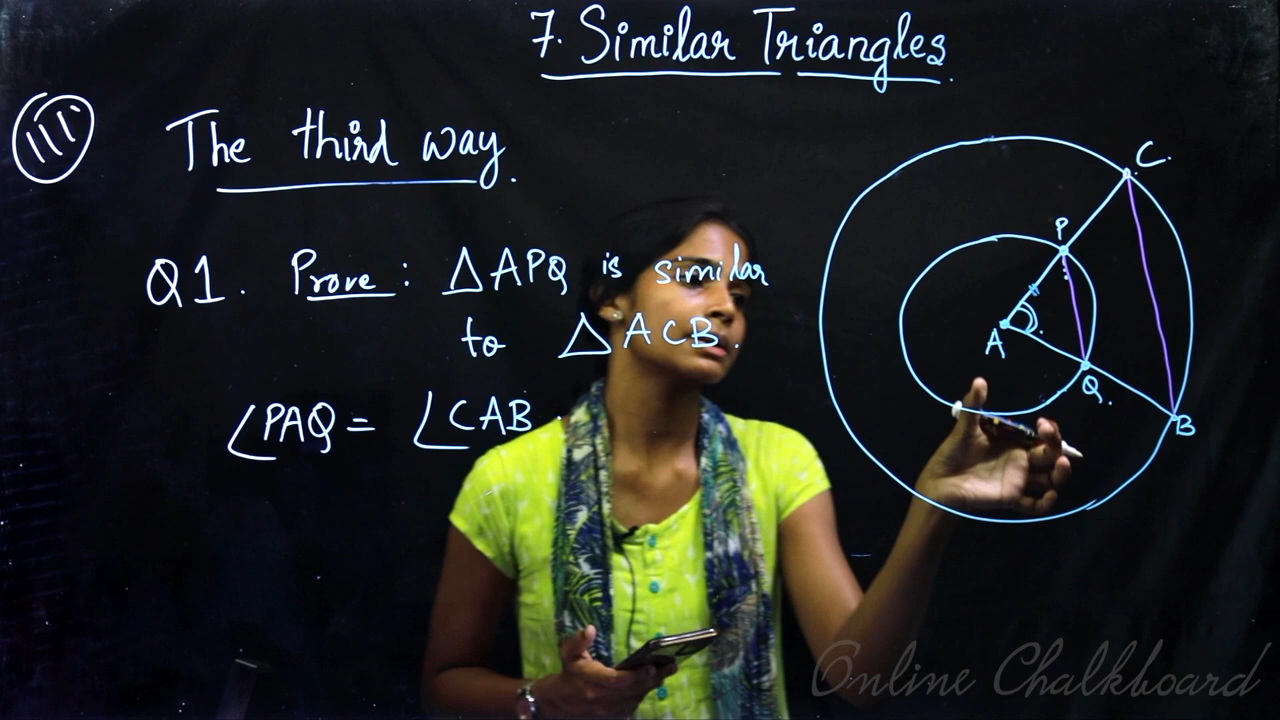 7. Similar Triangles.
III
The third way.
Q1. Prove: △APQ is similar
to △ACB.
∠PAQ = ∠CAB.
C.
P
A
Q.
B
Online Chalkboard